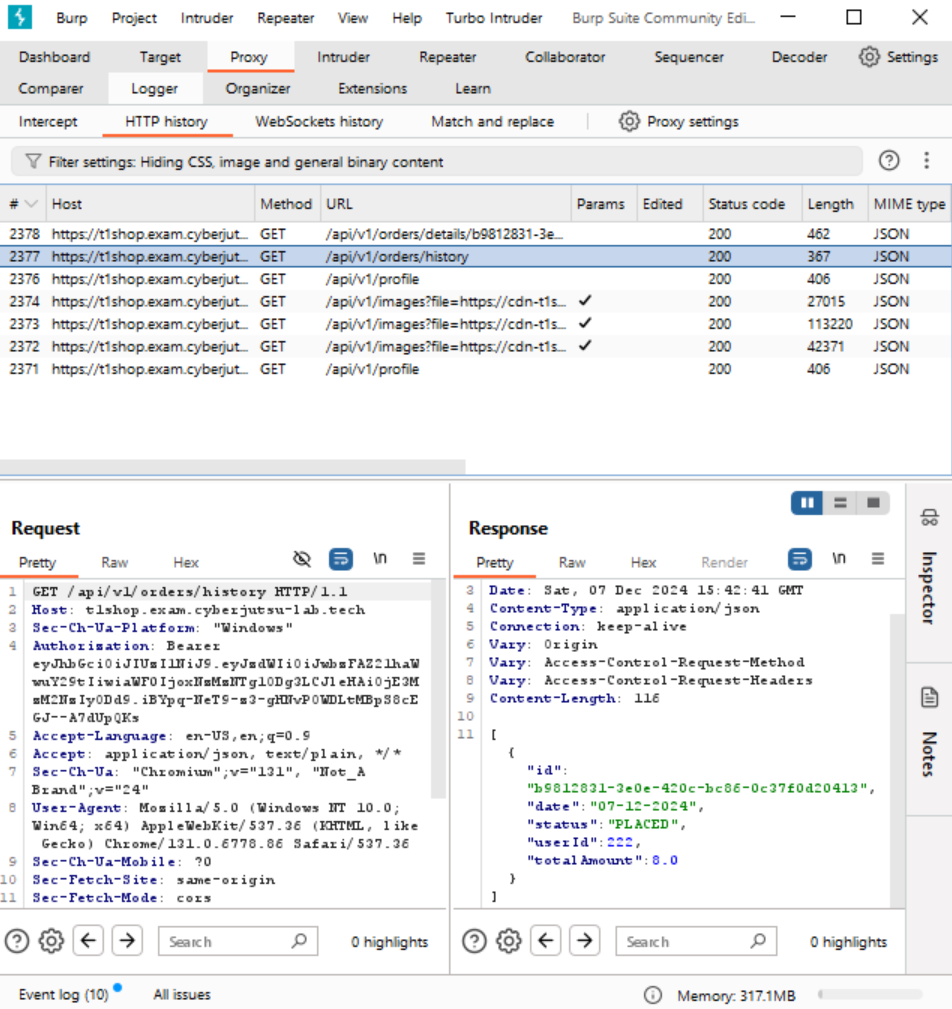 Burp Project Intruder Repeater View Help Turbo Intruder Burp Suite Community Edi...
Dashboard Target Proxy Intruder Repeater Collaborator Sequencer Decoder Settings
Comparer Logger Organizer Extensions Learn
Intercept HTTP history WebSockets history Match and replace Proxy settings
Filter settings: Hiding CSS, image and general binary content
# Host Method URL Params Edited Status code Length MIME type
2378 https://t1shop.exam.cyberjut... GET /api/v1/orders/details/b9812831-3e... 200 462 JSON
2377 https://t1shop.exam.cyberjut... GET /api/v1/orders/history 200 367 JSON
2376 https://t1shop.exam.cyberjut... GET /api/v1/profile 200 406 JSON
2374 https://t1shop.exam.cyberjut... GET /api/v1/images?file=https://cdn-t1s... ✓ 200 27015 JSON
2373 https://t1shop.exam.cyberjut... GET /api/v1/images?file=https://cdn-t1s... ✓ 200 113220 JSON
2372 https://t1shop.exam.cyberjut... GET /api/v1/images?file=https://cdn-t1s... ✓ 200 42371 JSON
2371 https://t1shop.exam.cyberjut... GET /api/v1/profile 200 406 JSON
Request
Pretty Raw Hex \n
1 GET /api/v1/orders/history HTTP/1.1
2 Host: t1shop.exam.cyberjutsu-lab.tech
3 Sec-Ch-Ua-Platform: "Windows"
4 Authorization: Bearer
5 Accept-Language: en-US,en;q=0.9
6 Accept: application/json, text/plain, */*
7 Sec-Ch-Ua: "Chromium";v="131", "Not_A
Brand";v="24"
8 User-Agent: Mozilla/5.0 (Windows NT 10.0;
Win64; x64) AppleWebKit/537.36 (KHTML, like
Gecko) Chrome/131.0.6778.86 Safari/537.36
9 Sec-Ch-Ua-Mobile: ?0
10 Sec-Fetch-Site: same-origin
11 Sec-Fetch-Mode: cors
Search 0 highlights
Response
Pretty Raw Hex Render \n
3 Date: Sat, 07 Dec 2024 15:42:41 GMT
4 Content-Type: application/json
5 Connection: keep-alive
6 Vary: Origin
7 Vary: Access-Control-Request-Method
8 Vary: Access-Control-Request-Headers
9 Content-Length: 116
10
11 [
{
"id":
"b9812831-3e0e-420c-bc86-0c37f0d20413",
"date":"07-12-2024",
"status":"PLACED",
"userId":222,
"totalAmount":8.0
}
]
Search 0 highlights
Inspector
Notes
Event log (10) All issues Memory: 317.1MB